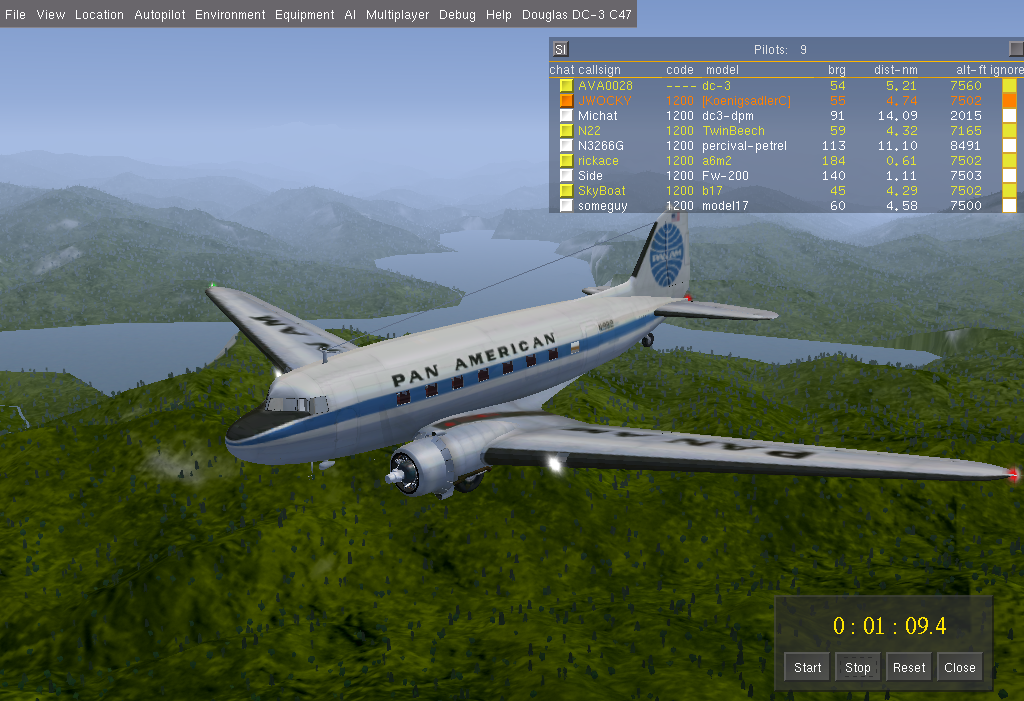 File View Location Autopilot Environment Equipment AI Multiplayer Debug Help Douglas DC-3 C47
SI Pilots: 9
chat callsign code model brg dist-nm alt-ft ignore
AVA0028 ---- dc-3 54 5.21 7560
JWOCKY 1200 [KoenigsadlerC] 55 4.74 7502
Michat 1200 dc3-dpm 91 14.09 2015
N22 1200 TwinBeech 59 4.32 7165
N3266G 1200 percival-petrel 113 11.10 8491
rickace 1200 a6m2 184 0.61 7502
Side 1200 Fw-200 140 1.11 7503
SkyBoat 1200 b17 45 4.29 7502
someguy 1200 model17 60 4.58 7500
PAN AM
PAN AMERICAN
PAN A
0 : 01 : 09.4
Start Stop Reset Close